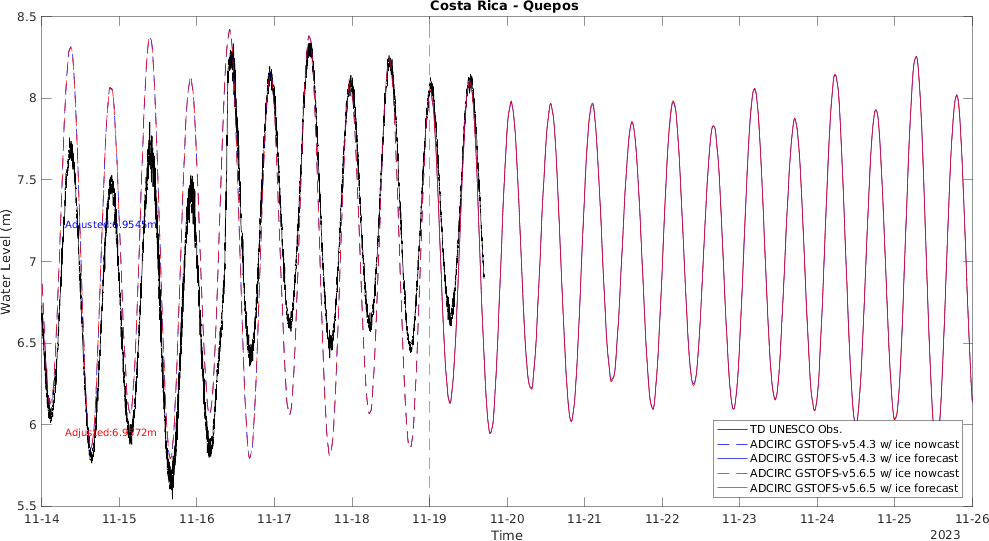 Costa Rica - Quepos
8.5
8
7.5
7
6.5
6
5.5
Water Level (m)
Adjusted:6.9545m
TD UNESCO Obs.
ADCIRC GSTOFS-v5.4.3 w/ ice nowcast
ADCIRC GSTOFS-v5.4.3 w/ ice forecast
ADCIRC GSTOFS-v5.6.5 w/ ice nowcast
ADCIRC GSTOFS-v5.6.5 w/ ice forecast
11-14 11-15 11-16 11-17 11-18 11-19 11-20 11-21 11-22 11-23 11-24 11-25 11-26
Time
2023